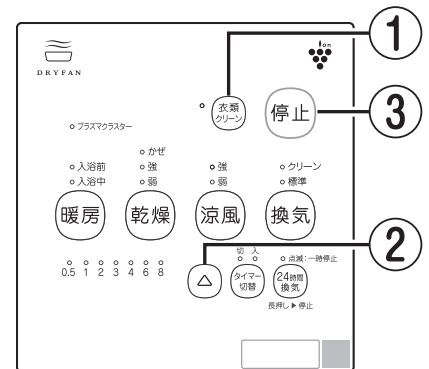 ion
DRYFAN
① 
衣類
クリーン
停止
③
プラズマクラスター
かぜ
入浴前 強 強 クリーン
入浴中 弱 弱 標準
暖房 乾燥 涼風 換気
②
切 入 点滅：一時停止
0.5 1 2 3 4 6 8
△
タイマー
切替
24時間
換気
長押し▶停止